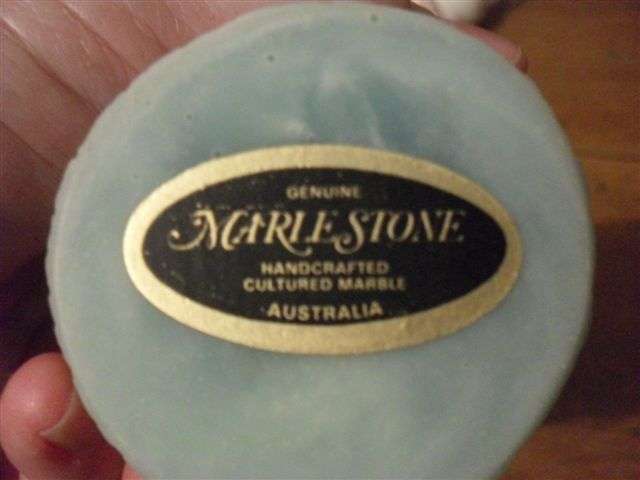 GENUINE
MARLESTONE
HANDCRAFTED
CULTURED MARBLE
AUSTRALIA